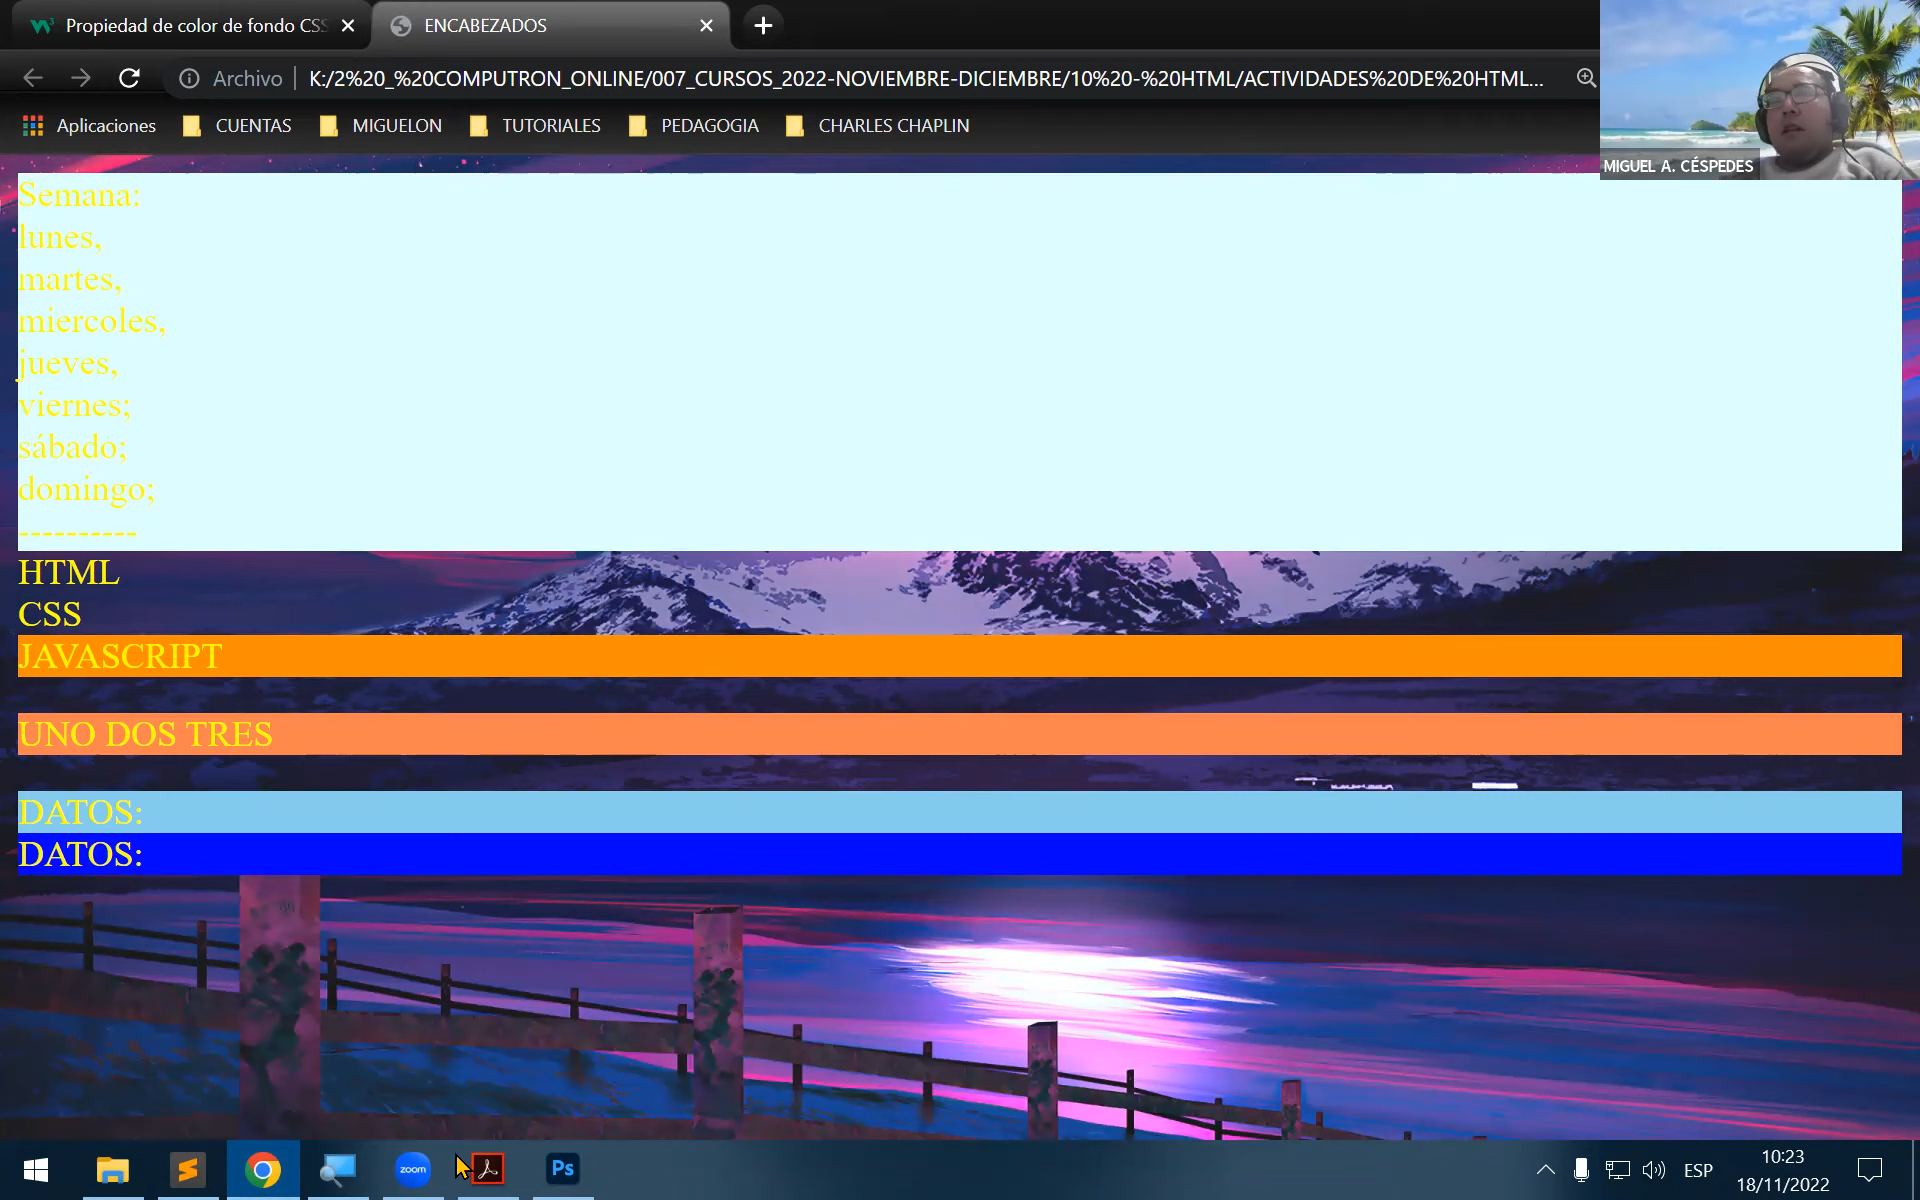 Propiedad de color de fondo CSS
ENCABEZADOS
Archivo
K:/2%20_%20COMPUTRON_ONLINE/007_CURSOS_2022-NOVIEMBRE-DICIEMBRE/10%20-%20HTML/ACTIVIDADES%20DE%20HTML...
Aplicaciones
CUENTAS
MIGUELON
TUTORIALES
PEDAGOGIA
CHARLES CHAPLIN
MIGUEL A. CÉSPEDES
Semana:
lunes,
martes,
miercoles,
jueves,
viernes;
sábado;
domingo;
----------
HTML
CSS
JAVASCRIPT
UNO DOS TRES
DATOS:
DATOS:
zoom
Ps
ESP
10:23
18/11/2022